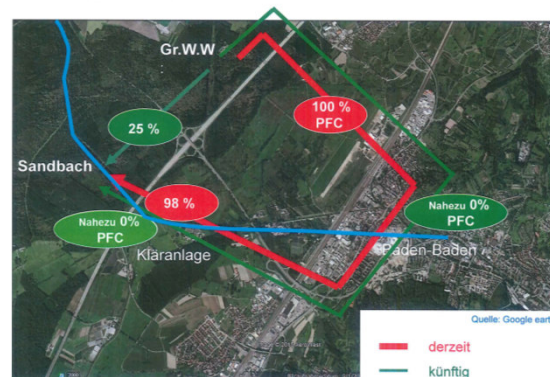 Gr.W.W
25 %
100 %
PFC
Sandbach
98 %
Nahezu 0%
PFC
Nahezu 0%
PFC
Kläranlage
Baden-Baden
Quelle: Google eart
derzeit
künftig